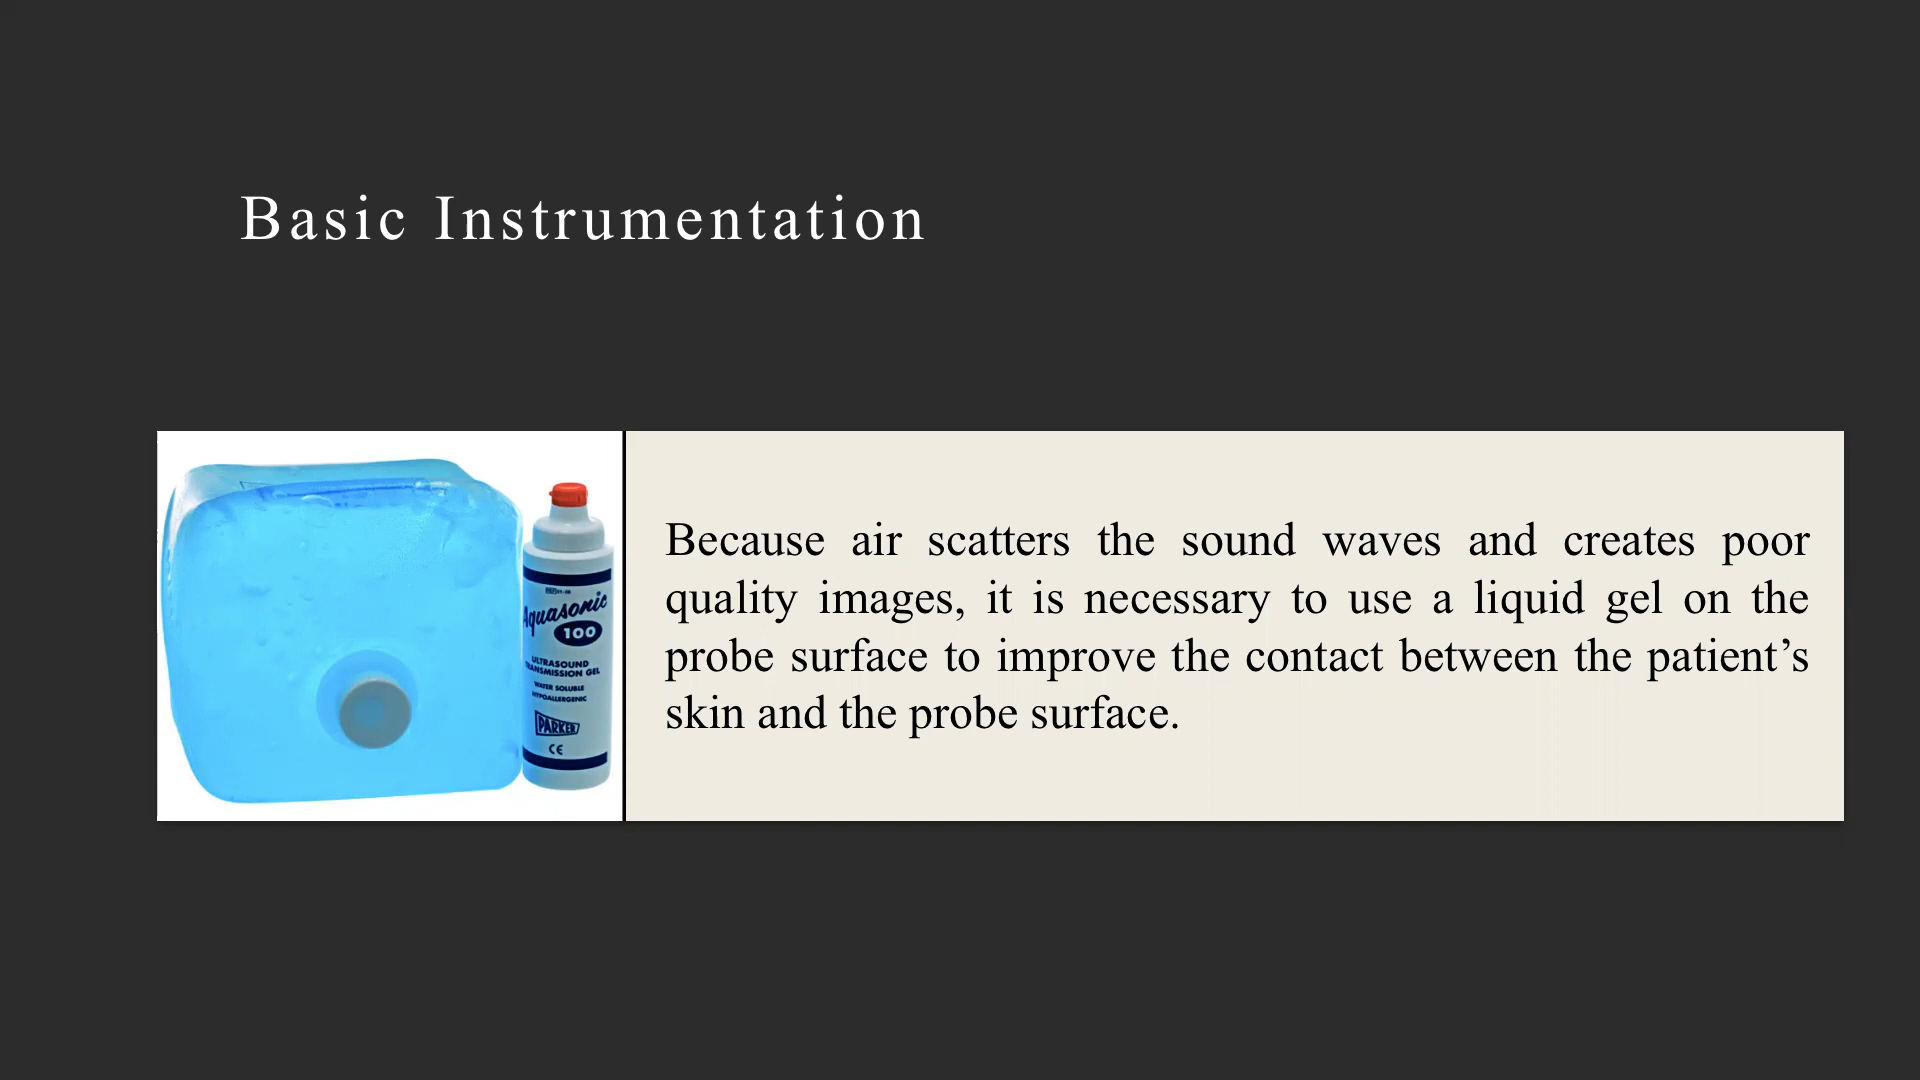 Basic Instrumentation
Because air scatters the sound waves and creates poor
quality images, it is necessary to use a liquid gel on the
probe surface to improve the contact between the patient’s
skin and the probe surface.
Aquasonic
100
ULTRASOUND
TRANSMISSION GEL
WATER SOLUBLE
HYPOALLERGENIC
PARKER
CE